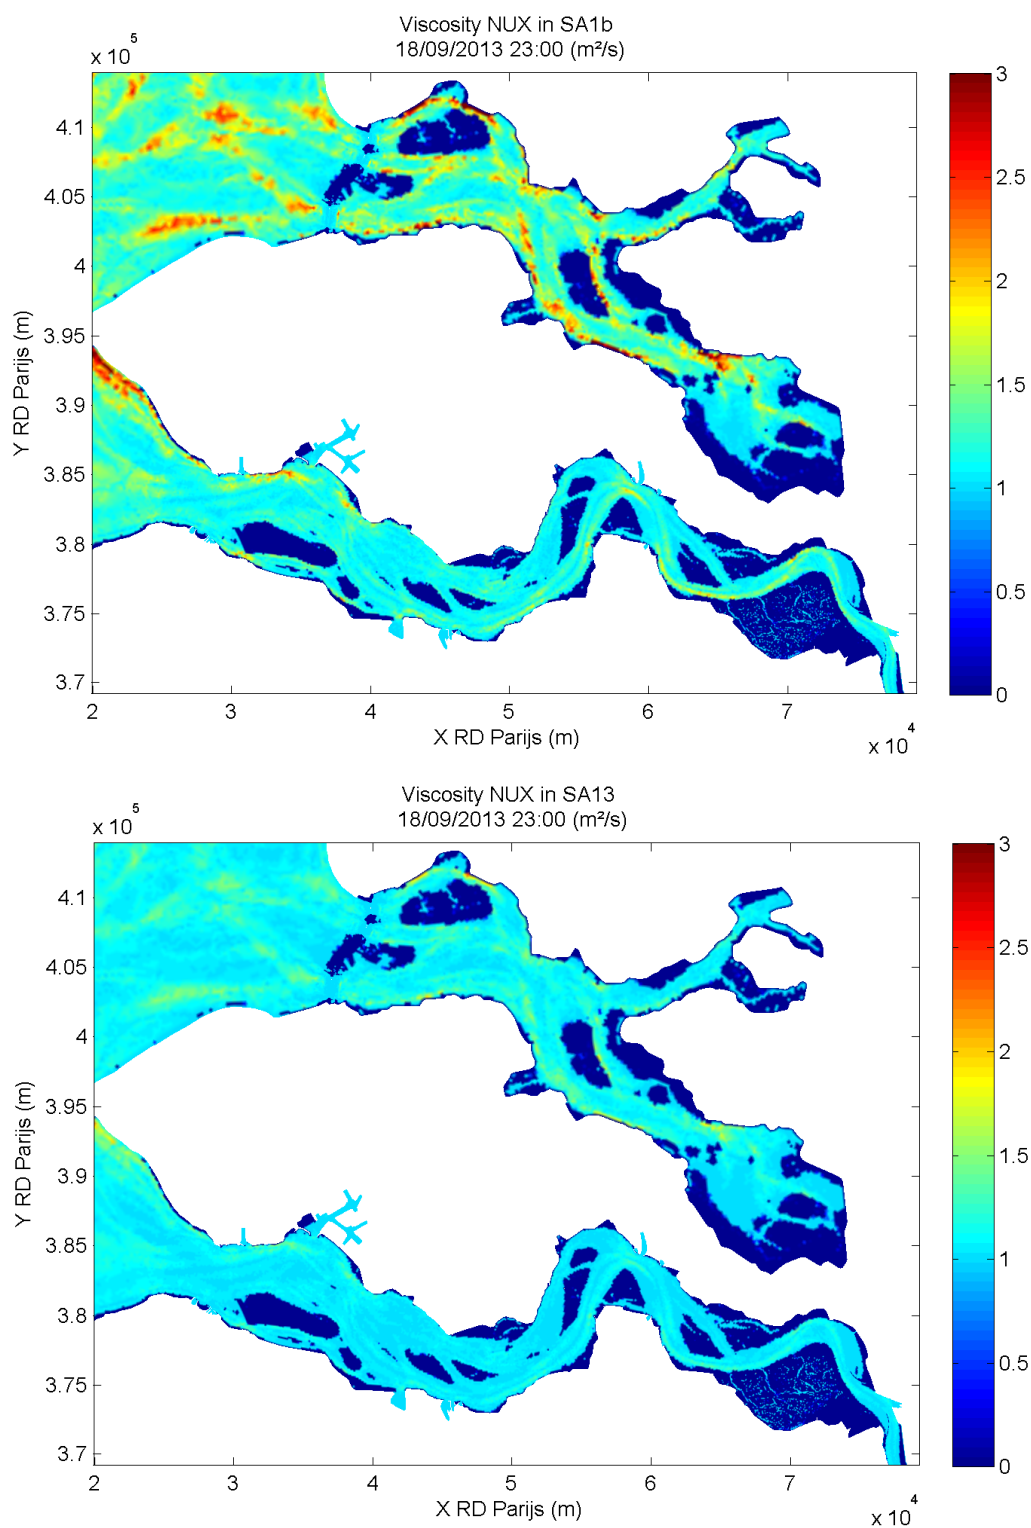 Viscosity NUX in SA1b
18/09/2013 23:00 (m²/s)
x 10 5
4.1
4.05
4
3.95
3.9
3.85
3.8
3.75
3.7
Y RD Parijs (m)
2 3 4 5 6 7
X RD Parijs (m)
x 10 4
3
2.5
2
1.5
1
0.5
0
Viscosity NUX in SA13
18/09/2013 23:00 (m²/s)
x 10 5
4.1
4.05
4
3.95
3.9
3.85
3.8
3.75
3.7
Y RD Parijs (m)
2 3 4 5 6 7
X RD Parijs (m)
x 10 4
3
2.5
2
1.5
1
0.5
0